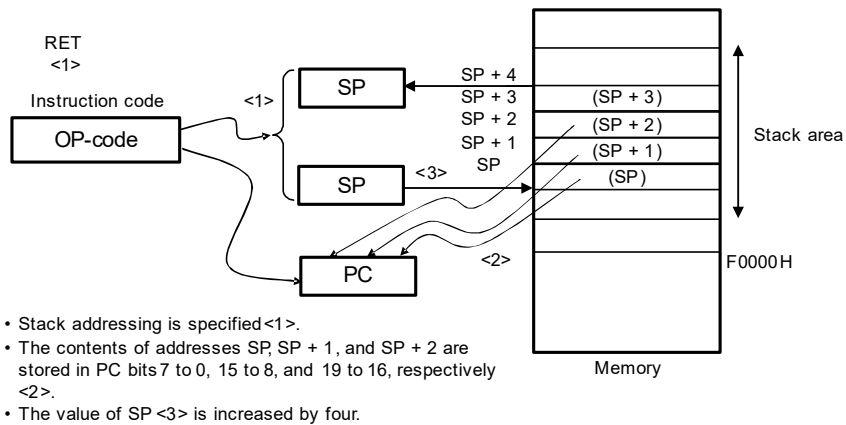 RET
<1>
Instruction code
OP-code
<1>
SP
SP
<3>
PC
<2>
SP + 4
SP + 3
SP + 2
SP + 1
SP
(SP + 3)
(SP + 2)
(SP + 1)
(SP)
Stack area
F0000H
Memory
• Stack addressing is specified <1>.
• The contents of addresses SP, SP + 1, and SP + 2 are
stored in PC bits 7 to 0, 15 to 8, and 19 to 16, respectively
<2>.
• The value of SP <3> is increased by four.